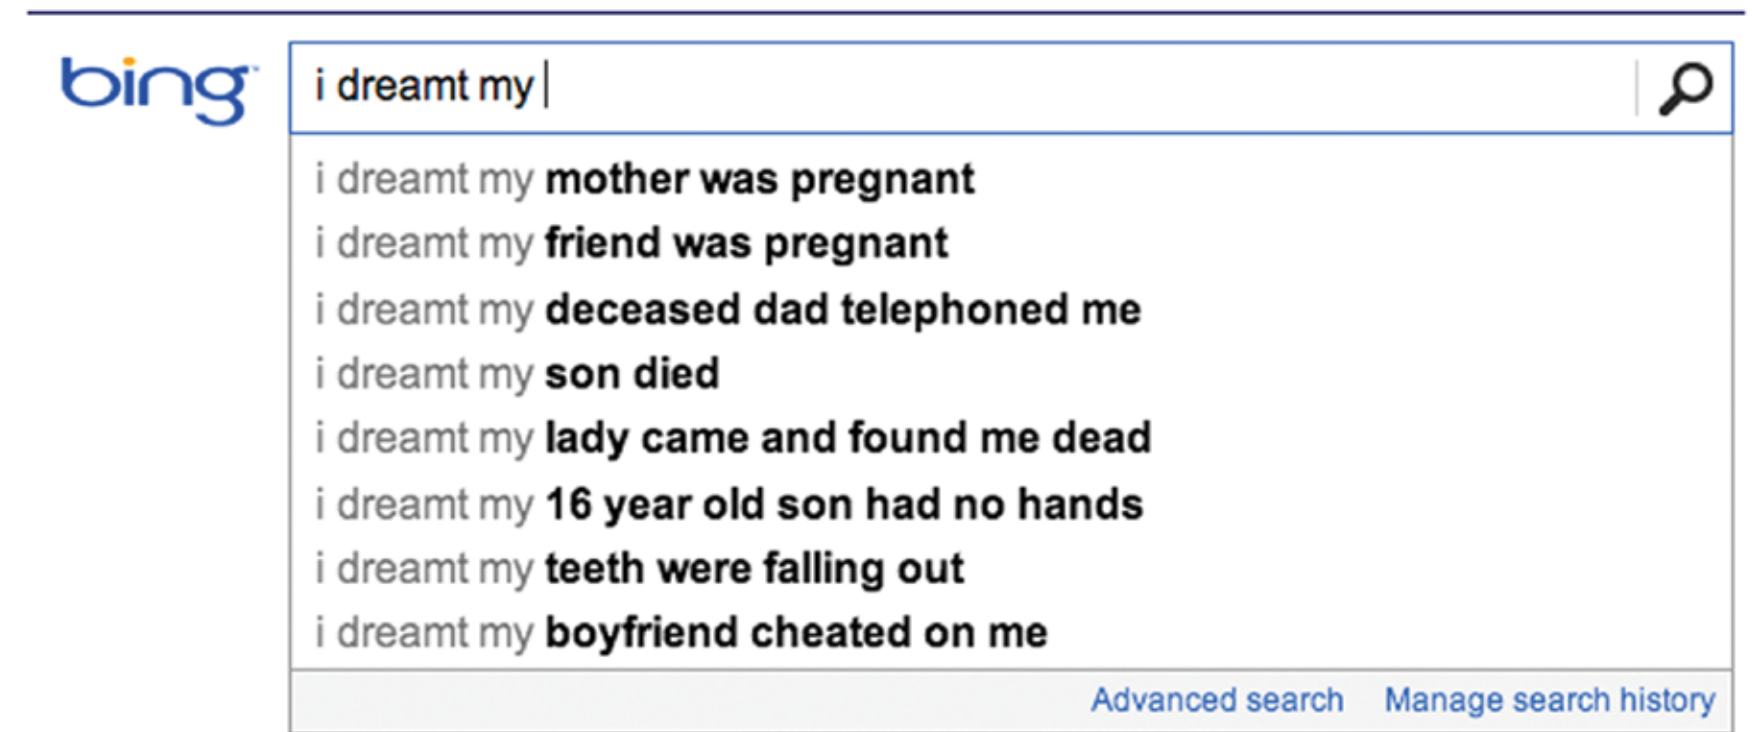 bing™
i dreamt my
i dreamt my mother was pregnant
i dreamt my friend was pregnant
i dreamt my deceased dad telephoned me
i dreamt my son died
i dreamt my lady came and found me dead
i dreamt my 16 year old son had no hands
i dreamt my teeth were falling out
i dreamt my boyfriend cheated on me
Advanced search Manage search history